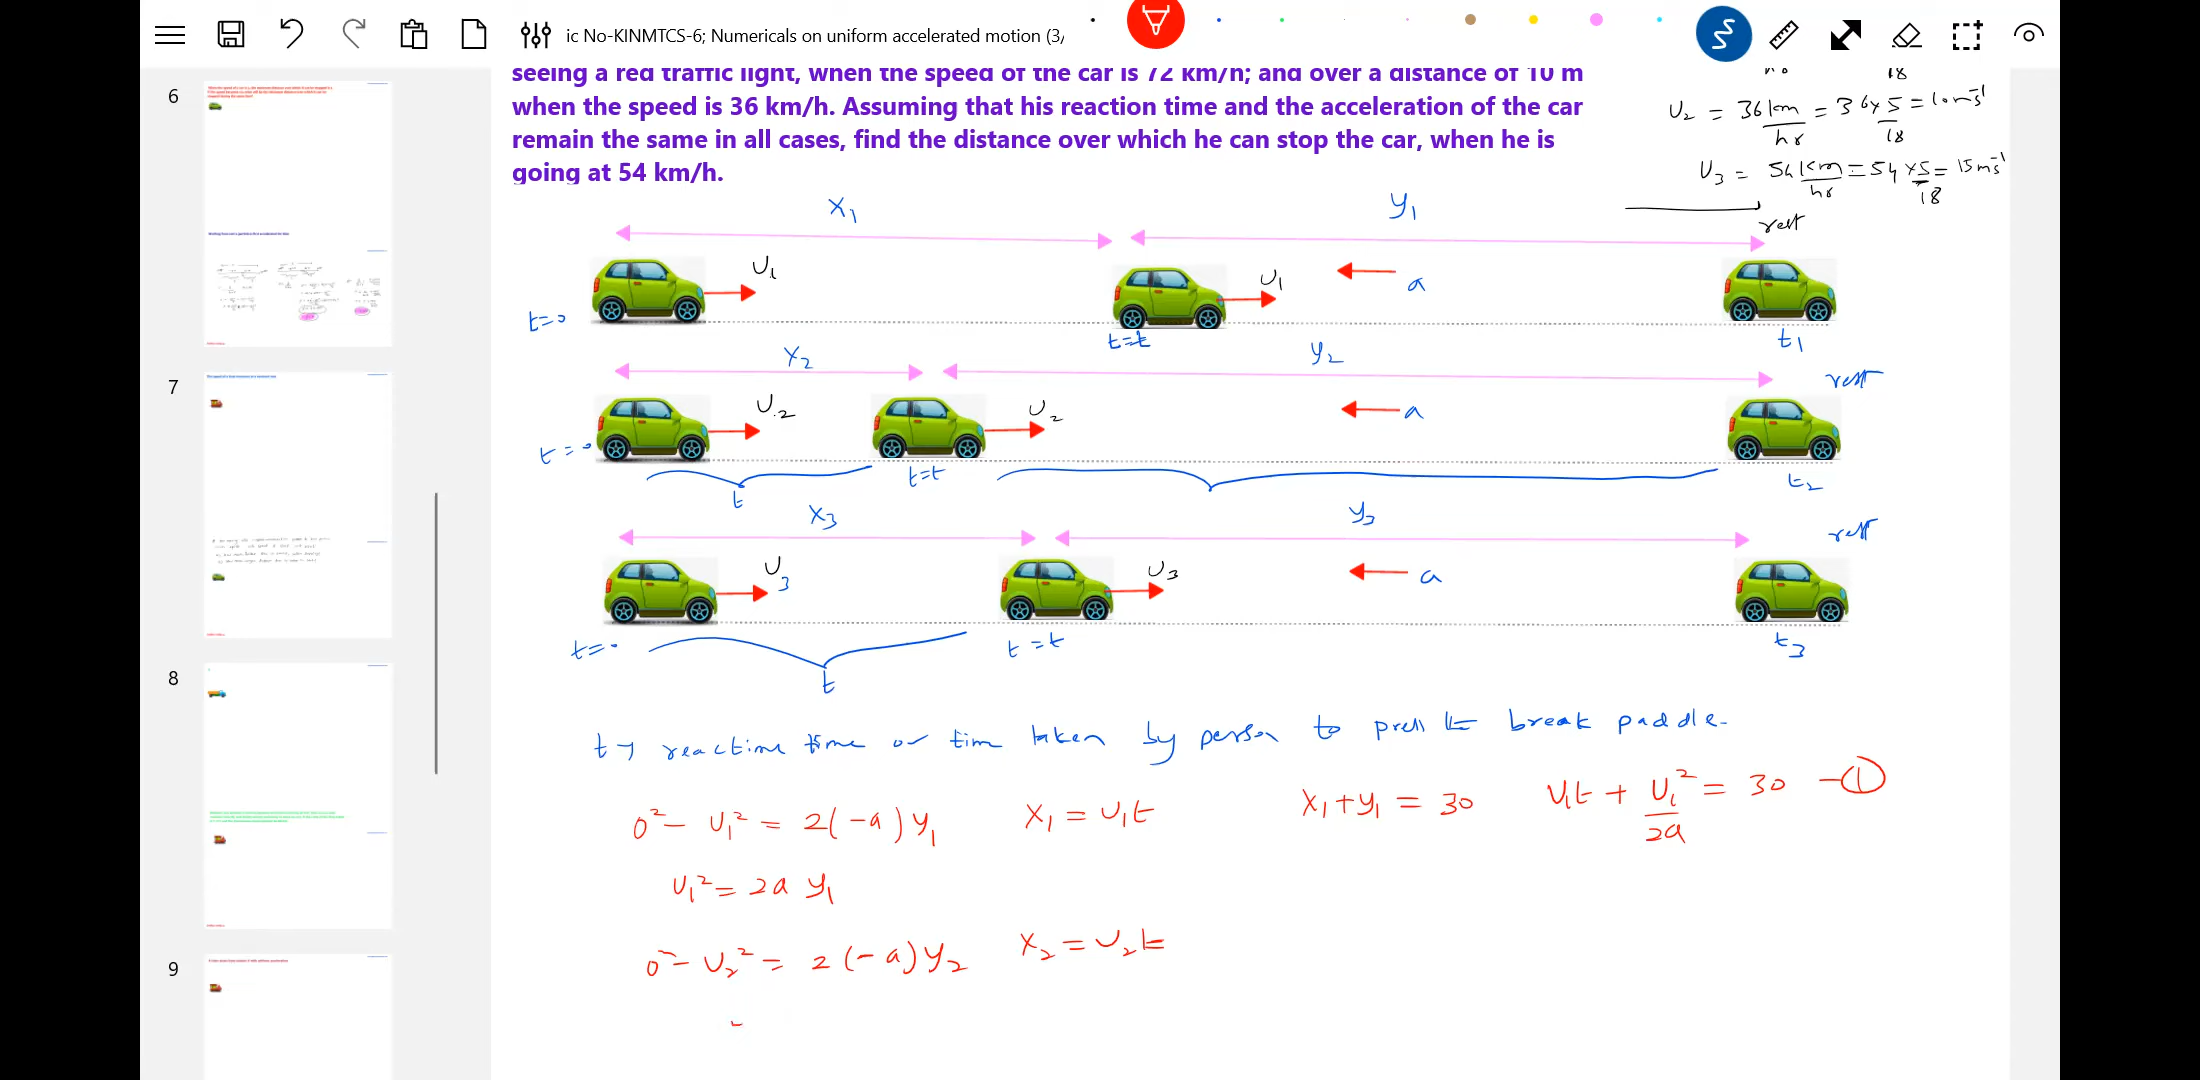 ic No-KINMTCS-6; Numericals on uniform accelerated motion (3/
seeing a red traffic light, when the speed of the car is 72 km/h; and over a distance of 10 m
when the speed is 36 km/h. Assuming that his reaction time and the acceleration of the car
remain the same in all cases, find the distance over which he can stop the car, when he is
going at 54 km/h.
18
U₂ = 36 km/hr = 36 x 5/18 = 10 ms⁻¹
U₃ = 54 km/hr = 54 x 5/18 = 15 ms⁻¹
x₁ y₁ rest
U₁ U₁ a
t=0 t=t t₁
x₂ y₂ rest
U₂ U₂ a
t=0 t=t t₂
t
x₃ y₃ rest
U₃ U₃ a
t=0 t=t t₃
t
t → reactime time or time taken by person to press the break paddle.
0² - U₁² = 2(-a) y₁ x₁ = U₁t x₁+y₁ = 30 U₁t + U₁²/2a = 30 -①
U₁² = 2a y₁
0² - U₂² = 2(-a) y₂ x₂ = U₂t
6
7
8
9